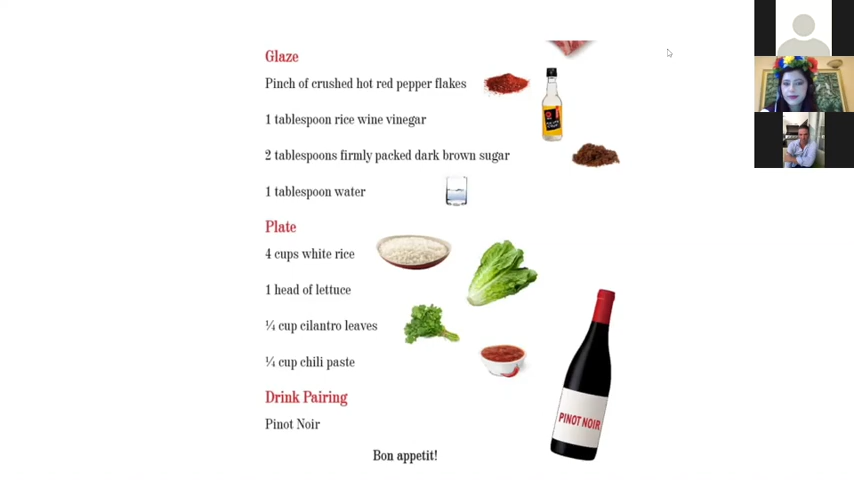 Glaze
Pinch of crushed hot red pepper flakes
1 tablespoon rice wine vinegar
2 tablespoons firmly packed dark brown sugar
1 tablespoon water
Plate
4 cups white rice
1 head of lettuce
¼ cup cilantro leaves
¼ cup chili paste
Drink Pairing
Pinot Noir
PINOT NOIR
Bon appetit!